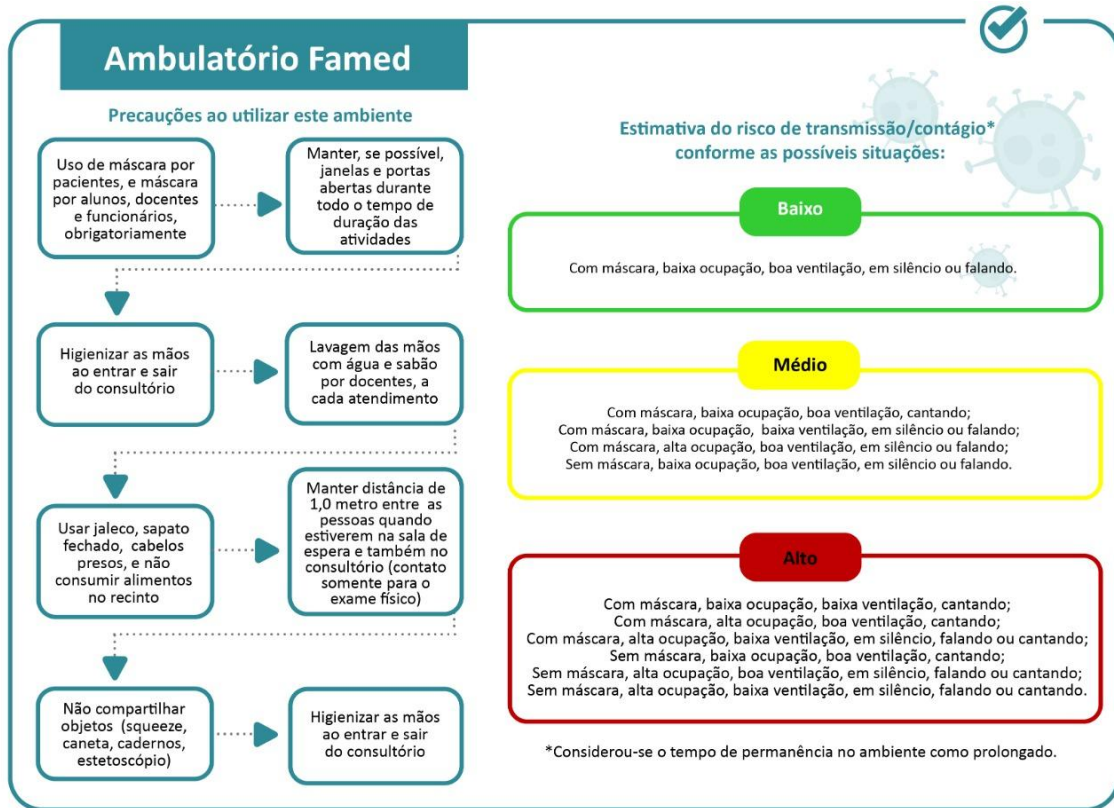 Ambulatório Famed
Precauções ao utilizar este ambiente
Uso de máscara por
pacientes, e máscara
por alunos, docentes
e funcionários,
obrigatoriamente
Manter, se possível,
janelas e portas
abertas durante
todo o tempo de
duração das
atividades
Higienizar as mãos
ao entrar e sair
do consultório
Lavagem das mãos
com água e sabão
por docentes, a
cada atendimento
Usar jaleco, sapato
fechado, cabelos
presos, e não
consumir alimentos
no recinto
Manter distância de
1,0 metro entre as
pessoas quando
estiverem na sala de
espera e também no
consultório (contato
somente para o
exame físico)
Não compartilhar
objetos (squeeze,
caneta, cadernos,
estetoscópio)
Higienizar as mãos
ao entrar e sair
do consultório
Estimativa do risco de transmissão/contágio*
conforme as possíveis situações:
Baixo
Com máscara, baixa ocupação, boa ventilação, em silêncio ou falando.
Médio
Com máscara, baixa ocupação, boa ventilação, cantando;
Com máscara, baixa ocupação, baixa ventilação, em silêncio ou falando;
Com máscara, alta ocupação, boa ventilação, em silêncio ou falando;
Sem máscara, baixa ocupação, boa ventilação, em silêncio ou falando.
Alto
Com máscara, baixa ocupação, baixa ventilação, cantando;
Com máscara, alta ocupação, boa ventilação, cantando;
Com máscara, alta ocupação, baixa ventilação, em silêncio, falando ou cantando;
Sem máscara, baixa ocupação, boa ventilação, cantando;
Sem máscara, alta ocupação, boa ventilação, em silêncio, falando ou cantando;
Sem máscara, alta ocupação, baixa ventilação, em silêncio, falando ou cantando.
*Considerou-se o tempo de permanência no ambiente como prolongado.